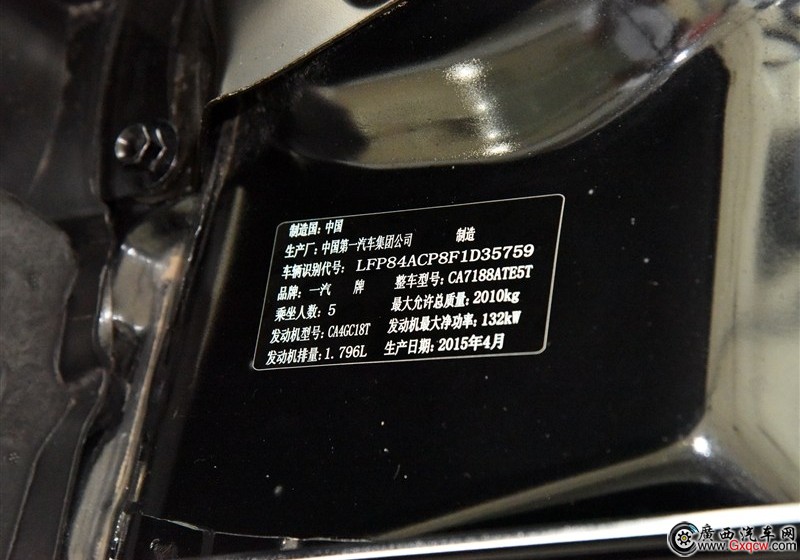 制造国: 中国
生产厂: 中国第一汽车集团公司 制造
车辆识别代号: LFP84ACP8F1D35759
品牌: 一汽 牌 整车型号: CA7188ATE5T
乘坐人数: 5 最大允许总质量: 2010kg
发动机型号: CA4GC18T 发动机最大净功率: 132kW
发动机排量: 1.796L 生产日期: 2015年4月
廣西汽车网
www.Gxqcw.com